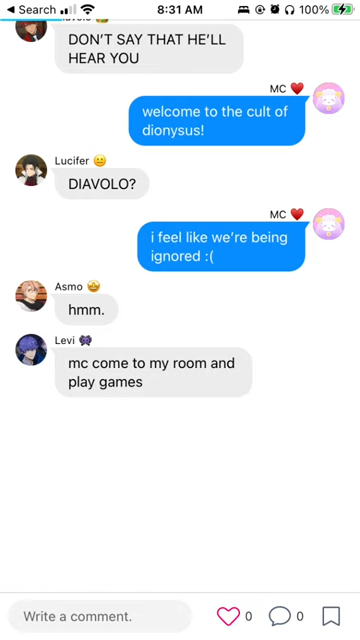 Search
8:31 AM
100%
DON'T SAY THAT HE'LL
HEAR YOU
MC
welcome to the cult of
dionysus!
Lucifer 😐
DIAVOLO?
MC
i feel like we're being
ignored :(
Asmo 🤩
hmm.
Levi
mc come to my room and
play games
Write a comment.
0
0